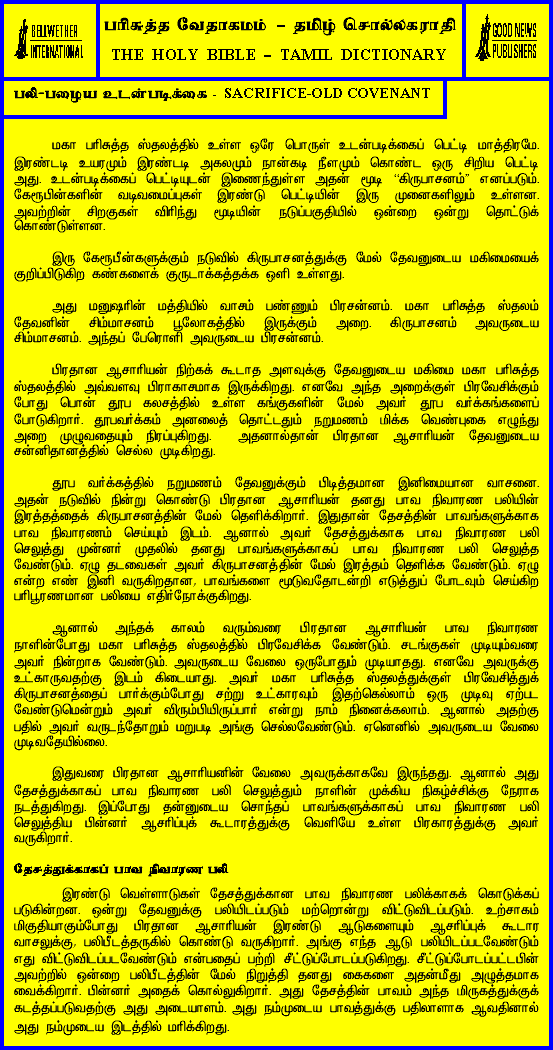 BELLWETHER
INTERNATIONAL
பரிசுத்த வேதாகமம் – தமிழ் சொல்லகராதி
THE HOLY BIBLE – TAMIL DICTIONARY
GOOD NEWS
PUBLISHERS
பலி-பழைய உடன்படிக்கை - SACRIFICE-OLD COVENANT
மகா பரிசுத்த ஸ்தலத்தில் உள்ள ஒரே பொருள் உடன்படிக்கைப் பெட்டி மாத்திரமே.
இரண்டடி உயரமும் இரண்டடி அகலமும் நான்கடி நீளமும் கொண்ட ஒரு சிறிய பெட்டி
அது. உடன்படிக்கைப் பெட்டியுடன் இணைந்துள்ள அதன் மூடி “கிருபாசனம்” எனப்படும்.
கேரூபின்களின் வடிவமைப்புகள் இரண்டு பெட்டியின் இரு முனைகளிலும் உள்ளன.
அவற்றின் சிறகுகள் விரிந்து மூடியின் நடுப்பகுதியில் ஒன்றை ஒன்று தொட்டுக்
கொண்டுள்ளன.
இரு கேரூபீன்களுக்கும் நடுவில் கிருபாசனத்துக்கு மேல் தேவனுடைய மகிமையைக்
குறிப்பிடுகிற கண்களைக் குருடாக்கத்தக்க ஒளி உள்ளது.
அது மனுஷரின் மத்தியில் வாசம் பண்ணும் பிரசன்னம். மகா பரிசுத்த ஸ்தலம்
தேவனின் சிம்மாசனம் பூலோகத்தில் இருக்கும் அறை. கிருபாசனம் அவருடைய
சிம்மாசனம். அந்தப் பேரொளி அவருடைய பிரசன்னம்.
பிரதான ஆசாரியன் நிற்கக் கூடாத அளவுக்கு தேவனுடைய மகிமை மகா பரிசுத்த
ஸ்தலத்தில் அவ்வளவு பிராகாசமாக இருக்கிறது. எனவே அந்த அறைக்குள் பிரவேசிக்கும்
போது பொன் தூப கலசத்தில் உள்ள கங்குகளின் மேல் அவர் தூப வர்க்கங்களைப்
போடுகிறார். தூபவர்க்கம் அனலைத் தொட்டதும் நறுமணம் மிக்க வெண்புகை எழுந்து
அறை முழுவதையும் நிரப்புகிறது. அதனால்தான் பிரதான ஆசாரியன் தேவனுடைய
சன்னிதானத்தில் செல்ல முடிகிறது.
தூப வர்க்கத்தில் நறுமணம் தேவனுக்கும் பிடித்தமான இனிமையான வாசனை.
அதன் நடுவில் நின்று கொண்டு பிரதான ஆசாரியன் தனது பாவ நிவாரண பலியின்
இரத்தத்தைக் கிருபாசனத்தின் மேல் தெளிக்கிறார். இதுதான் தேசத்தின் பாவங்களுக்காக
பாவ நிவாரணம் செய்யும் இடம். ஆனால் அவர் தேசத்துக்காக பாவ நிவாரண பலி
செலுத்து முன்னர் முதலில் தனது பாவங்களுக்காகப் பாவ நிவாரண பலி செலுத்த
வேண்டும். ஏழு தடவைகள் அவர் கிருபாசனத்தின் மேல் இரத்தம் தெளிக்க வேண்டும். ஏழு
என்ற எண் இனி வருகிறதான, பாவங்களை மூடுவதோடன்றி எடுத்துப் போடவும் செய்கிற
பரிபூரணமான பலியை எதிர்நோக்குகிறது.
ஆனால் அந்தக் காலம் வரும்வரை பிரதான ஆசாரியன் பாவ நிவாரண
நாளின்போது மகா பரிசுத்த ஸ்தலத்தில் பிரவேசிக்க வேண்டும். சடங்குகள் முடியும்வரை
அவர் நின்றாக வேண்டும். அவருடைய வேலை ஒருபோதும் முடியாதது. எனவே அவருக்கு
உட்காருவதற்கு இடம் கிடையாது. அவர் மகா பரிசுத்த ஸ்தலத்துக்குள் பிரவேசித்துக்
கிருபாசனத்தைப் பார்க்கும்போது சற்று உட்காரவும் இதற்கெல்லாம் ஒரு முடிவு ஏற்பட
வேண்டுமென்றும் அவர் விரும்பியிருப்பார் என்று நாம் நினைக்கலாம். ஆனால் அதற்கு
பதில் அவர் வருடந்தோறும் மறுபடி அங்கு செல்லவேண்டும். ஏனெனில் அவருடைய வேலை
முடிவதேயில்லை.
இதுவரை பிரதான ஆசாரியனின் வேலை அவருக்காகவே இருந்தது. ஆனால் அது
தேசத்துக்காகப் பாவ நிவாரண பலி செலுத்தும் நாளின் முக்கிய நிகழ்ச்சிக்கு நேராக
நடத்துகிறது. இப்போது தன்னுடைய சொந்தப் பாவங்களுக்காகப் பாவ நிவாரண பலி
செலுத்திய பின்னர் ஆசரிப்புக் கூடாரத்துக்கு வெளியே உள்ள பிரகாரத்துக்கு அவர்
வருகிறார்.
தேசத்துக்காகப் பாவ நிவாரண பலி
இரண்டு வெள்ளாடுகள் தேசத்துக்கான பாவ நிவாரண பலிக்காகக் கொடுக்கப்
படுகின்றன. ஒன்று தேவனுக்கு பலியிடப்படும் மற்றொன்று விட்டுவிடப்படும். உற்சாகம்
மிகுதியாகும்போது பிரதான ஆசாரியன் இரண்டு ஆடுகளையும் ஆசரிப்புக் கூடார
வாசலுக்கு, பலிபீடத்தருகில் கொண்டு வருகிறார். அங்கு எந்த ஆடு பலியிடப்படவேண்டும்
எது விட்டுவிடப்படவேண்டும் என்பதைப் பற்றி சீட்டுப்போடப்படுகிறது. சீட்டுப்போடப்பட்டபின்
அவற்றில் ஒன்றை பலிபீடத்தின் மேல் நிறுத்தி தனது கைகளை அதன்மீது அழுத்தமாக
வைக்கிறார். பின்னர் அதைக் கொல்லுகிறார். அது தேசத்தின் பாவம் அந்த மிருகத்துக்குக்
கடத்தப்படுவதற்கு அது அடையாளம். அது நம்முடைய பாவத்துக்கு பதிலாளாக ஆவதினால்
அது நம்முடைய இடத்தில் மரிக்கிறது.